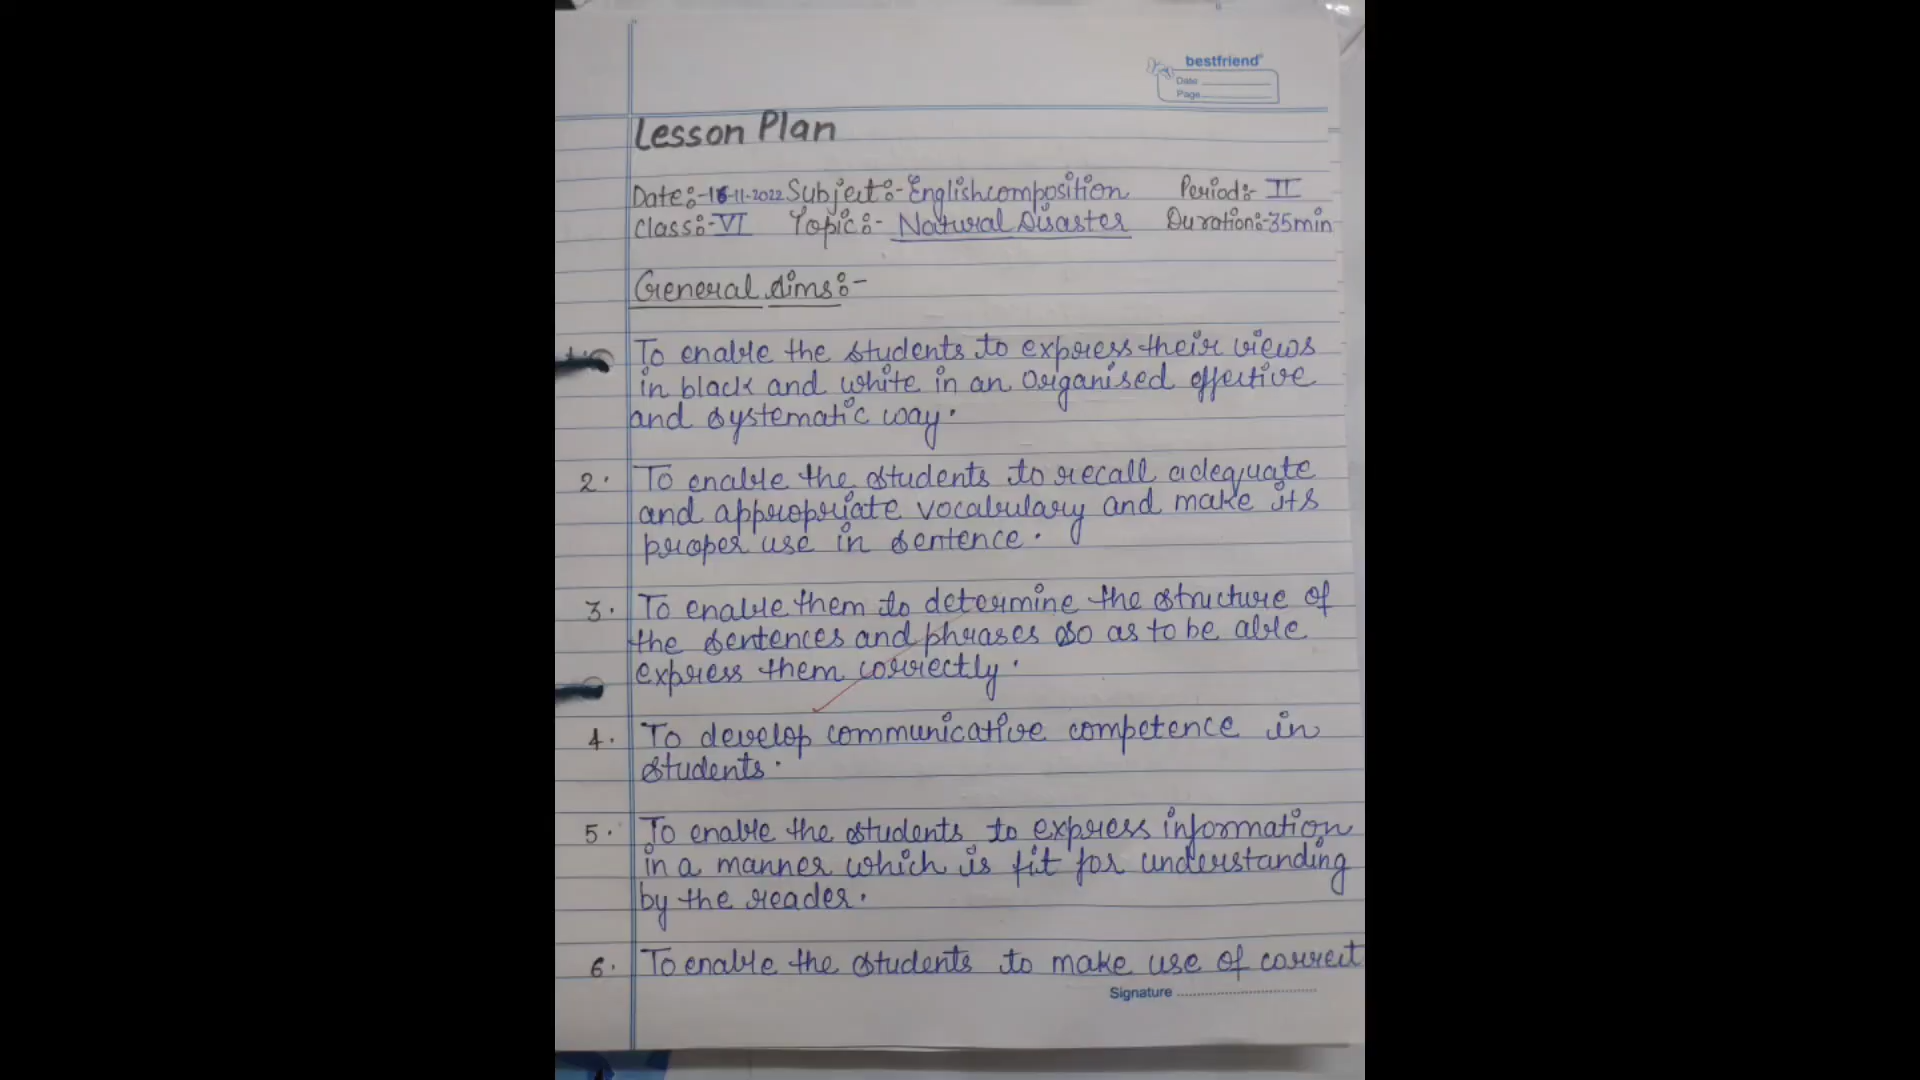 bestfriend
Date
Page
Lesson Plan
Date:-16-11-2022 Subject:- English composition Period:- II
Class:- VI Topic:- Natural Disaster Duration:-35min
General Aims:-
1. To enable the students to express their views
in black and white in an organised effective
and systematic way.
2. To enable the students to recall adequate
and appropriate vocabulary and make its
proper use in sentence.
3. To enable them to determine the structure of
the sentences and phrases so as to be able
express them correctly.
4. To develop communicative competence in
students.
5. To enable the students to express information
in a manner which is fit for understanding
by the reader.
6. To enable the students to make use of correct
Signature